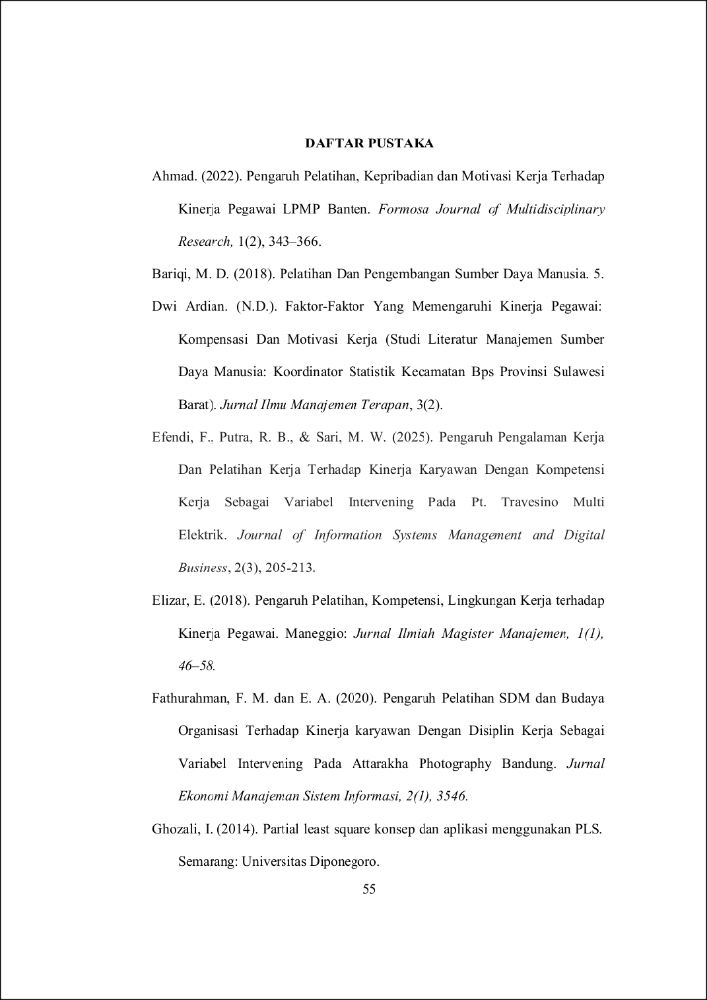 DAFTAR PUSTAKA
Ahmad. (2022). Pengaruh Pelatihan, Kepribadian dan Motivasi Kerja Terhadap
Kinerja Pegawai LPMP Banten. Formosa Journal of Multidisciplinary
Research, 1(2), 343–366.
Bariqi, M. D. (2018). Pelatihan Dan Pengembangan Sumber Daya Manusia. 5.
Dwi Ardian. (N.D.). Faktor-Faktor Yang Memengaruhi Kinerja Pegawai:
Kompensasi Dan Motivasi Kerja (Studi Literatur Manajemen Sumber
Daya Manusia: Koordinator Statistik Kecamatan Bps Provinsi Sulawesi
Barat). Jurnal Ilmu Manajemen Terapan, 3(2).
Efendi, F., Putra, R. B., & Sari, M. W. (2025). Pengaruh Pengalaman Kerja
Dan Pelatihan Kerja Terhadap Kinerja Karyawan Dengan Kompetensi
Kerja Sebagai Variabel Intervening Pada Pt. Travesino Multi
Elektrik. Journal of Information Systems Management and Digital
Business, 2(3), 205-213.
Elizar, E. (2018). Pengaruh Pelatihan, Kompetensi, Lingkungan Kerja terhadap
Kinerja Pegawai. Maneggio: Jurnal Ilmiah Magister Manajemen, 1(1),
46–58.
Fathurahman, F. M. dan E. A. (2020). Pengaruh Pelatihan SDM dan Budaya
Organisasi Terhadap Kinerja karyawan Dengan Disiplin Kerja Sebagai
Variabel Intervening Pada Attarakha Photography Bandung. Jurnal
Ekonomi Manajeman Sistem Informasi, 2(1), 3546.
Ghozali, I. (2014). Partial least square konsep dan aplikasi menggunakan PLS.
Semarang: Universitas Diponegoro.
55